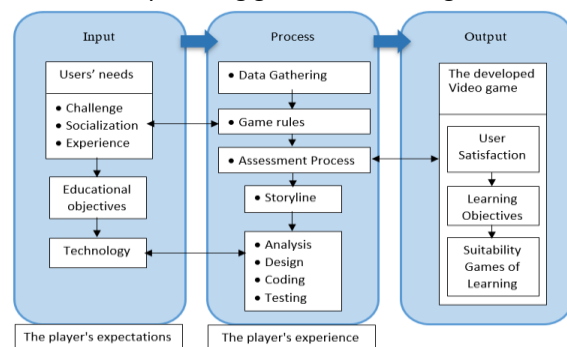 Input
Users' needs
• Challenge
• Socialization
• Experience
Educational
objectives
Technology
The player's expectations
Process
• Data Gathering
• Game rules
• Assessment Process
• Storyline
• Analysis
• Design
• Coding
• Testing
The player's experience
Output
The developed
Video game
User
Satisfaction
Learning
Objectives
Suitability
Games of
Learning